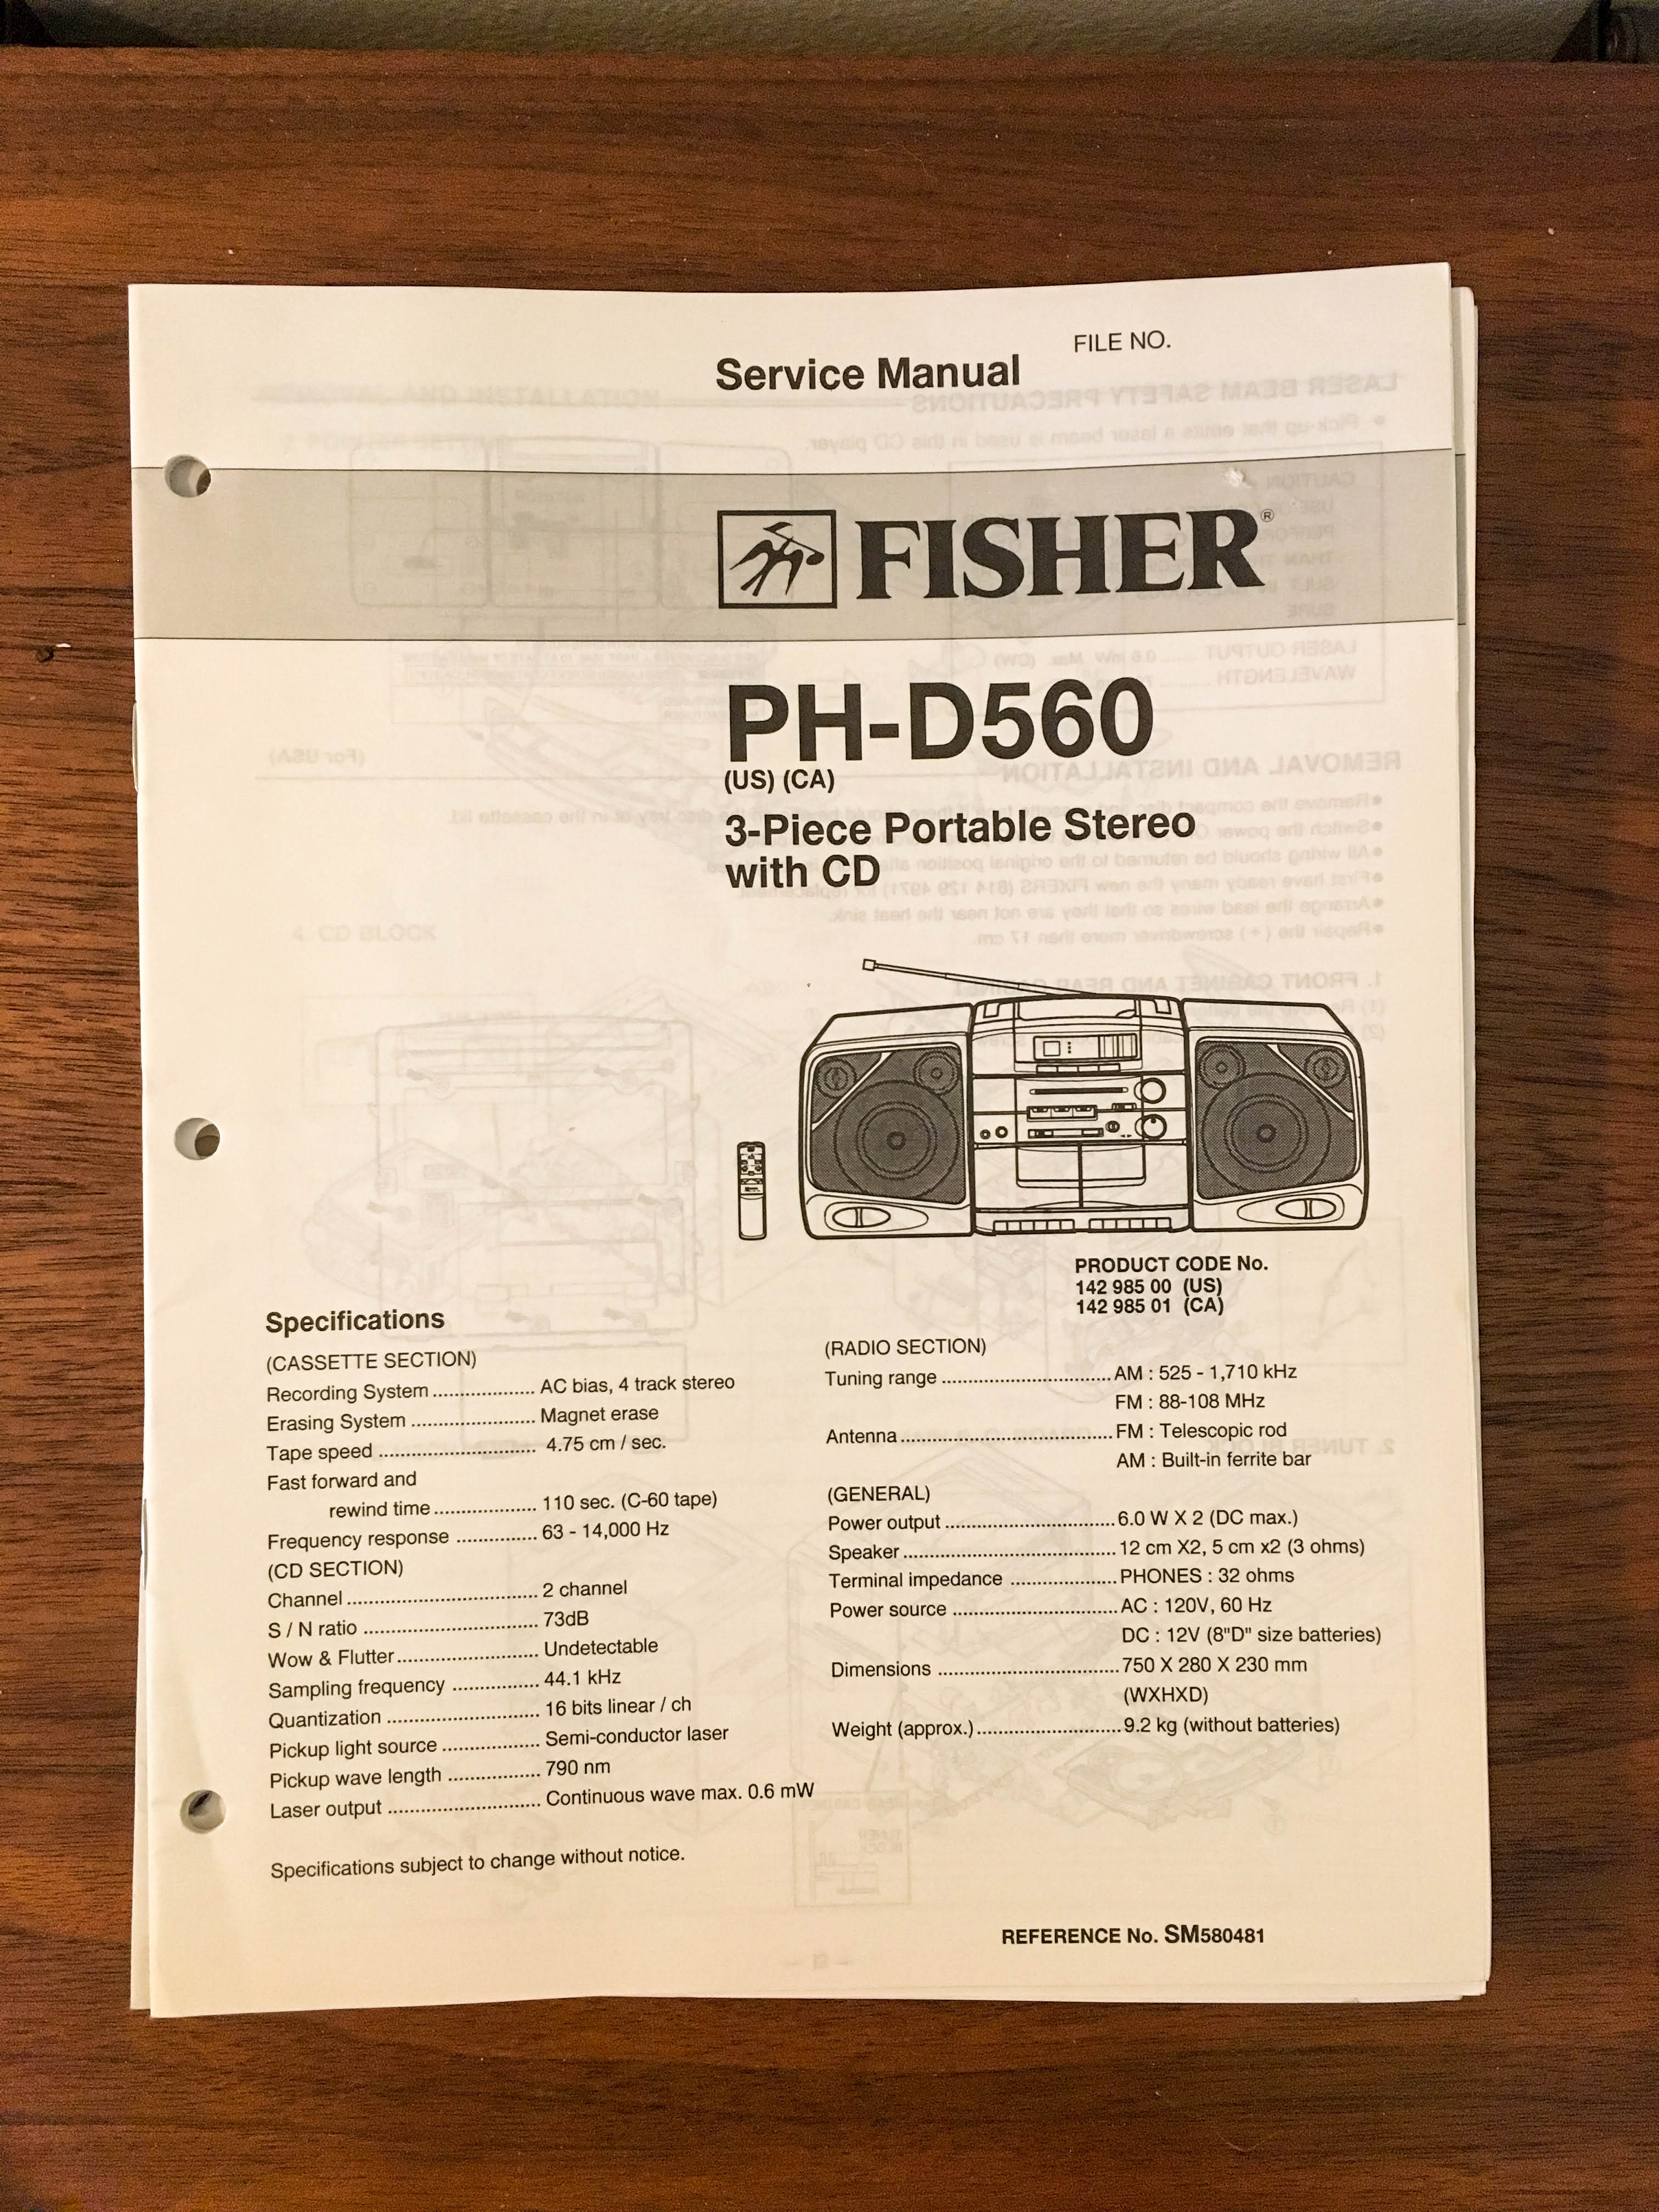 FILE NO.
Service Manual
FISHER®
PH-D560
(US) (CA)
3-Piece Portable Stereo
with CD
PRODUCT CODE No.
142 985 00 (US)
142 985 01 (CA)
Specifications
(CASSETTE SECTION)
Recording System ................... AC bias, 4 track stereo
Erasing System ....................... Magnet erase
Tape speed ............................. 4.75 cm / sec.
Fast forward and
rewind time ................... 110 sec. (C-60 tape)
Frequency response ............... 63 - 14,000 Hz
(CD SECTION)
Channel .................................... 2 channel
S / N ratio ................................. 73dB
Wow & Flutter .......................... Undetectable
Sampling frequency ................ 44.1 kHz
Quantization ............................ 16 bits linear / ch
Pickup light source .................. Semi-conductor laser
Pickup wave length ................. 790 nm
Laser output ............................ Continuous wave max. 0.6 mW
Specifications subject to change without notice.
(RADIO SECTION)
Tuning range ............................... AM : 525 - 1,710 kHz
FM : 88-108 MHz
Antenna ....................................... FM : Telescopic rod
AM : Built-in ferrite bar
(GENERAL)
Power output ............................... 6.0 W X 2 (DC max.)
Speaker ....................................... 12 cm X2, 5 cm x2 (3 ohms)
Terminal impedance .................... PHONES : 32 ohms
Power source .............................. AC : 120V, 60 Hz
DC : 12V (8"D" size batteries)
Dimensions ................................. 750 X 280 X 230 mm
(WXHXD)
Weight (approx.) .......................... 9.2 kg (without batteries)
REFERENCE No. SM580481